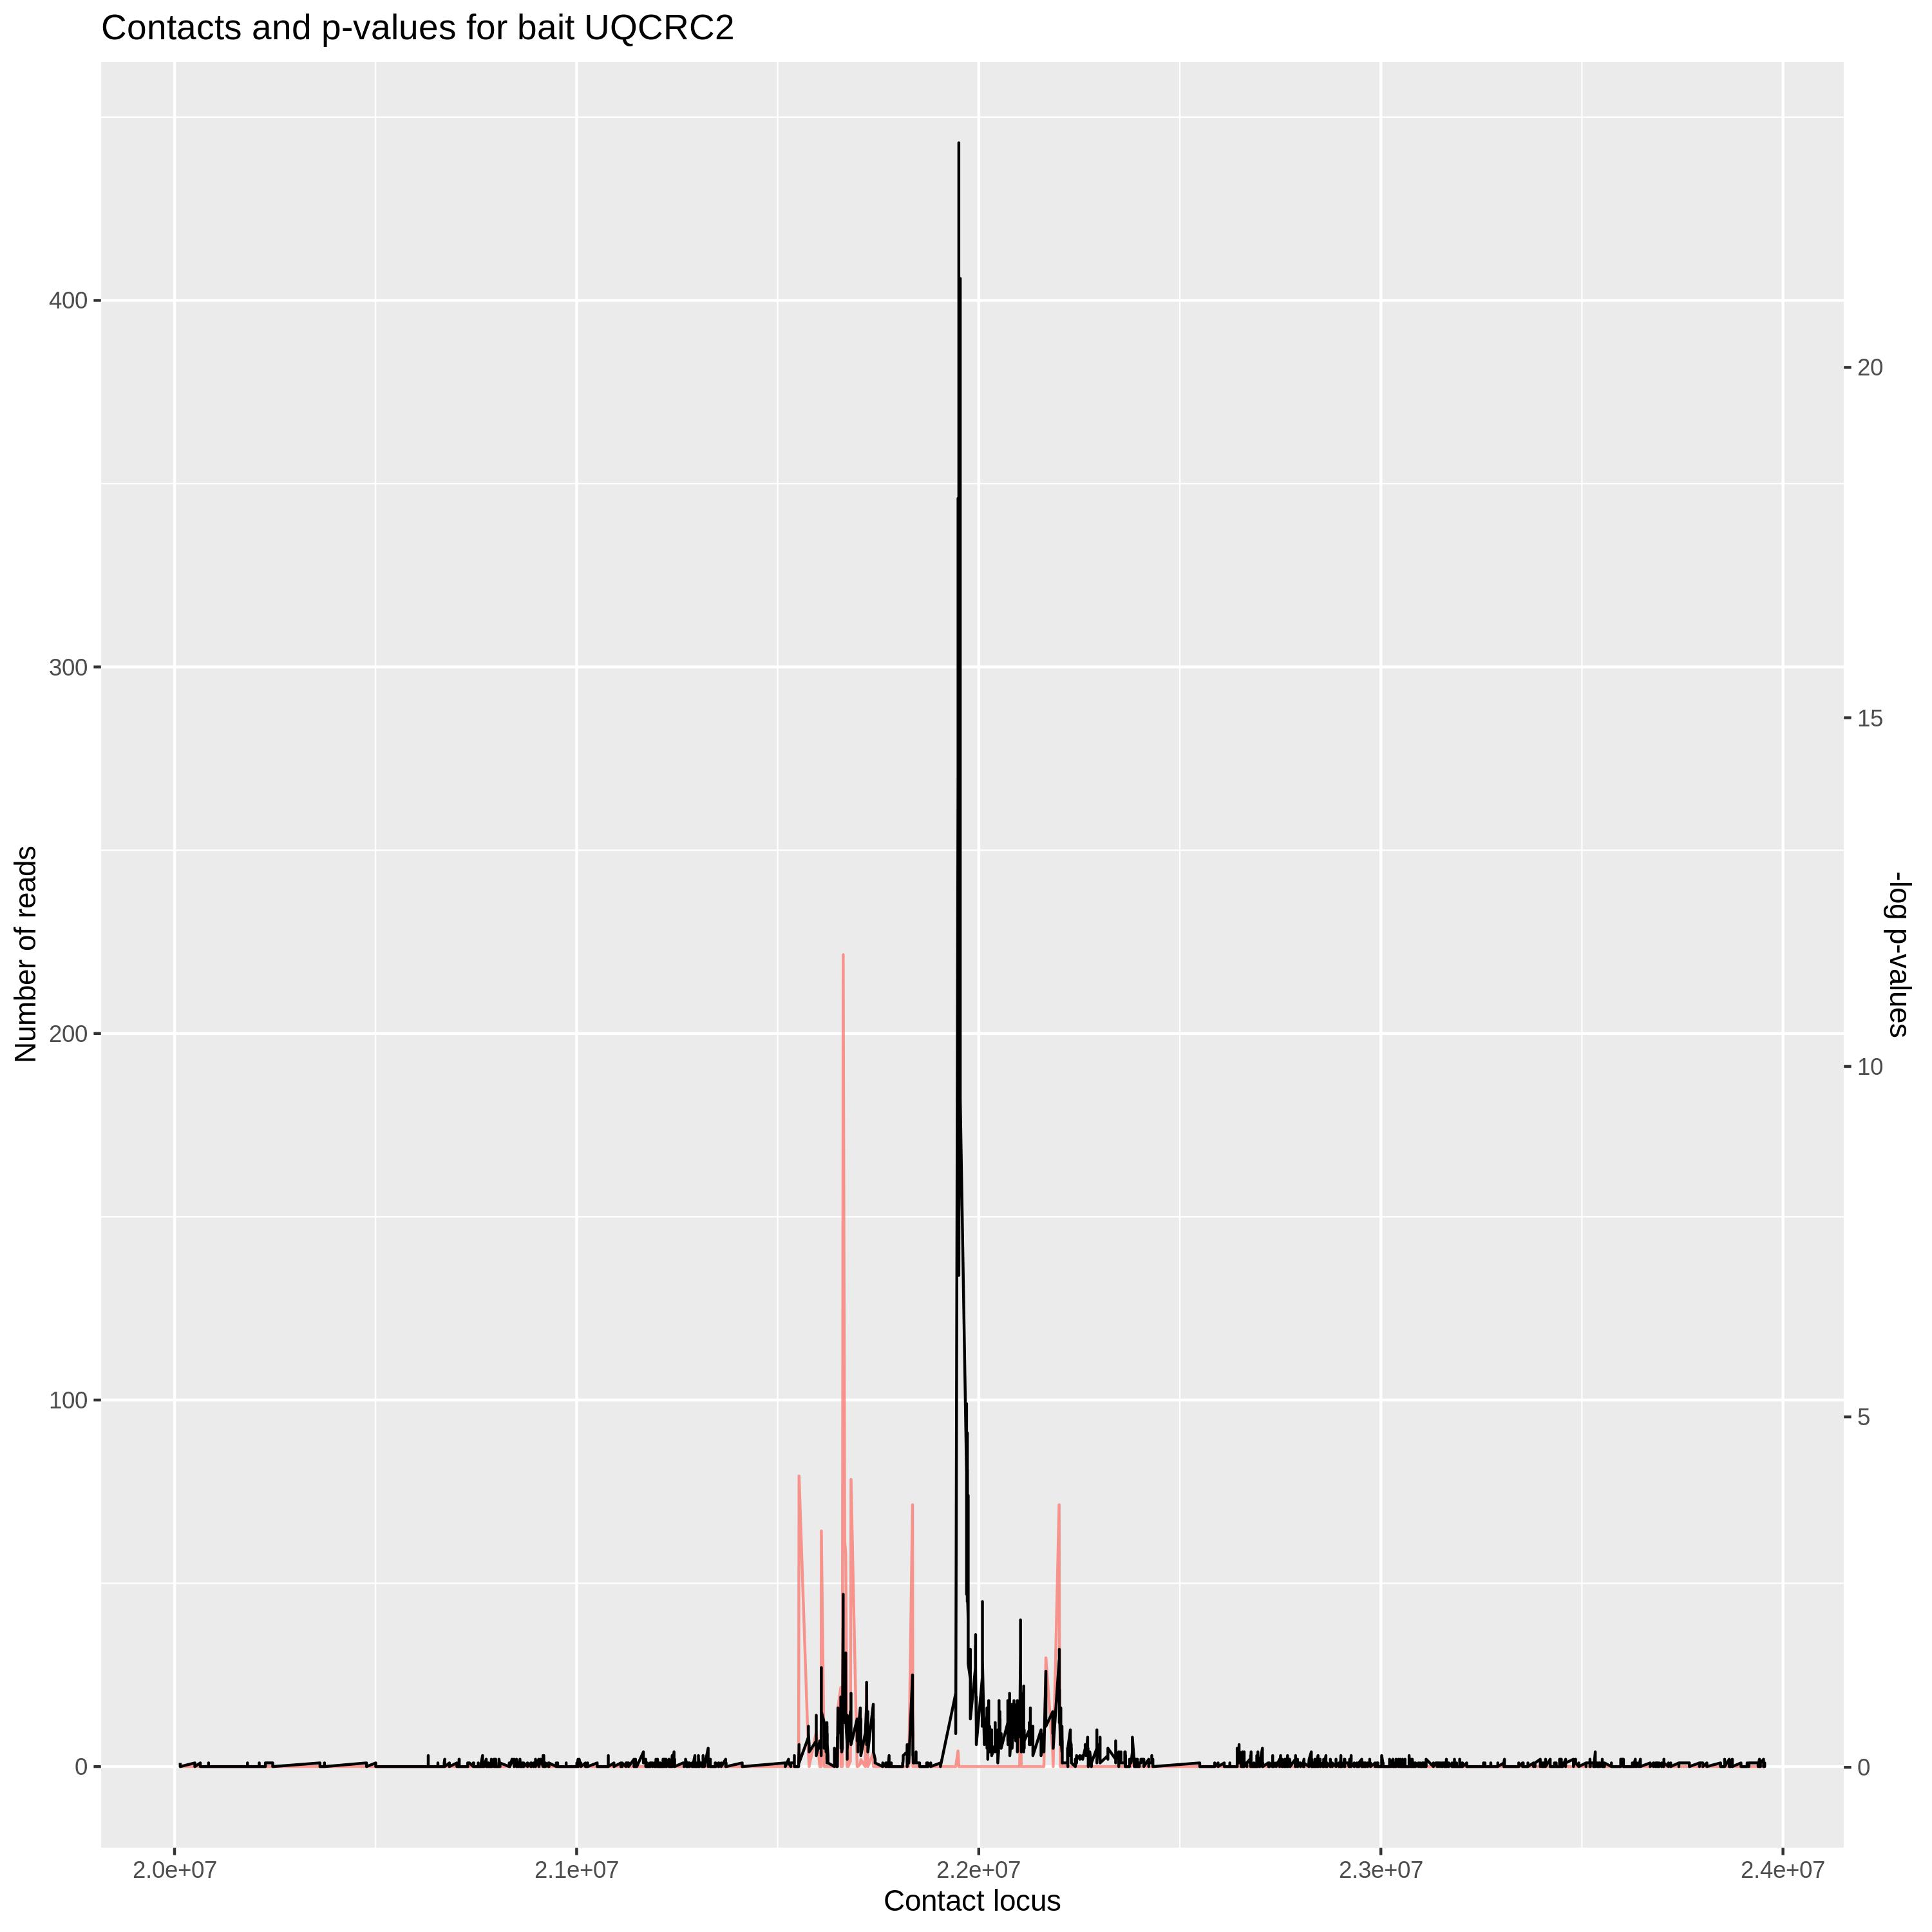 Contacts and p-values for bait UQCRC2
Number of reads
400
300
200
100
0
20
15
10
5
0
-log p-values
2.0e+07
2.1e+07
2.2e+07
2.3e+07
2.4e+07
Contact locus